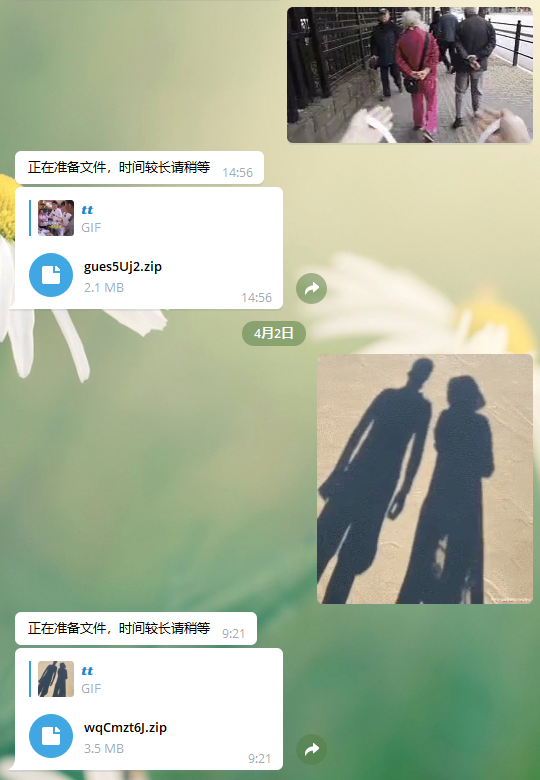 正在准备文件，时间较长请稍等 14:56
tt
GIF
gues5Uj2.zip
2.1 MB
14:56
4月2日
正在准备文件，时间较长请稍等 9:21
tt
GIF
wqCmzt6J.zip
3.5 MB
9:21